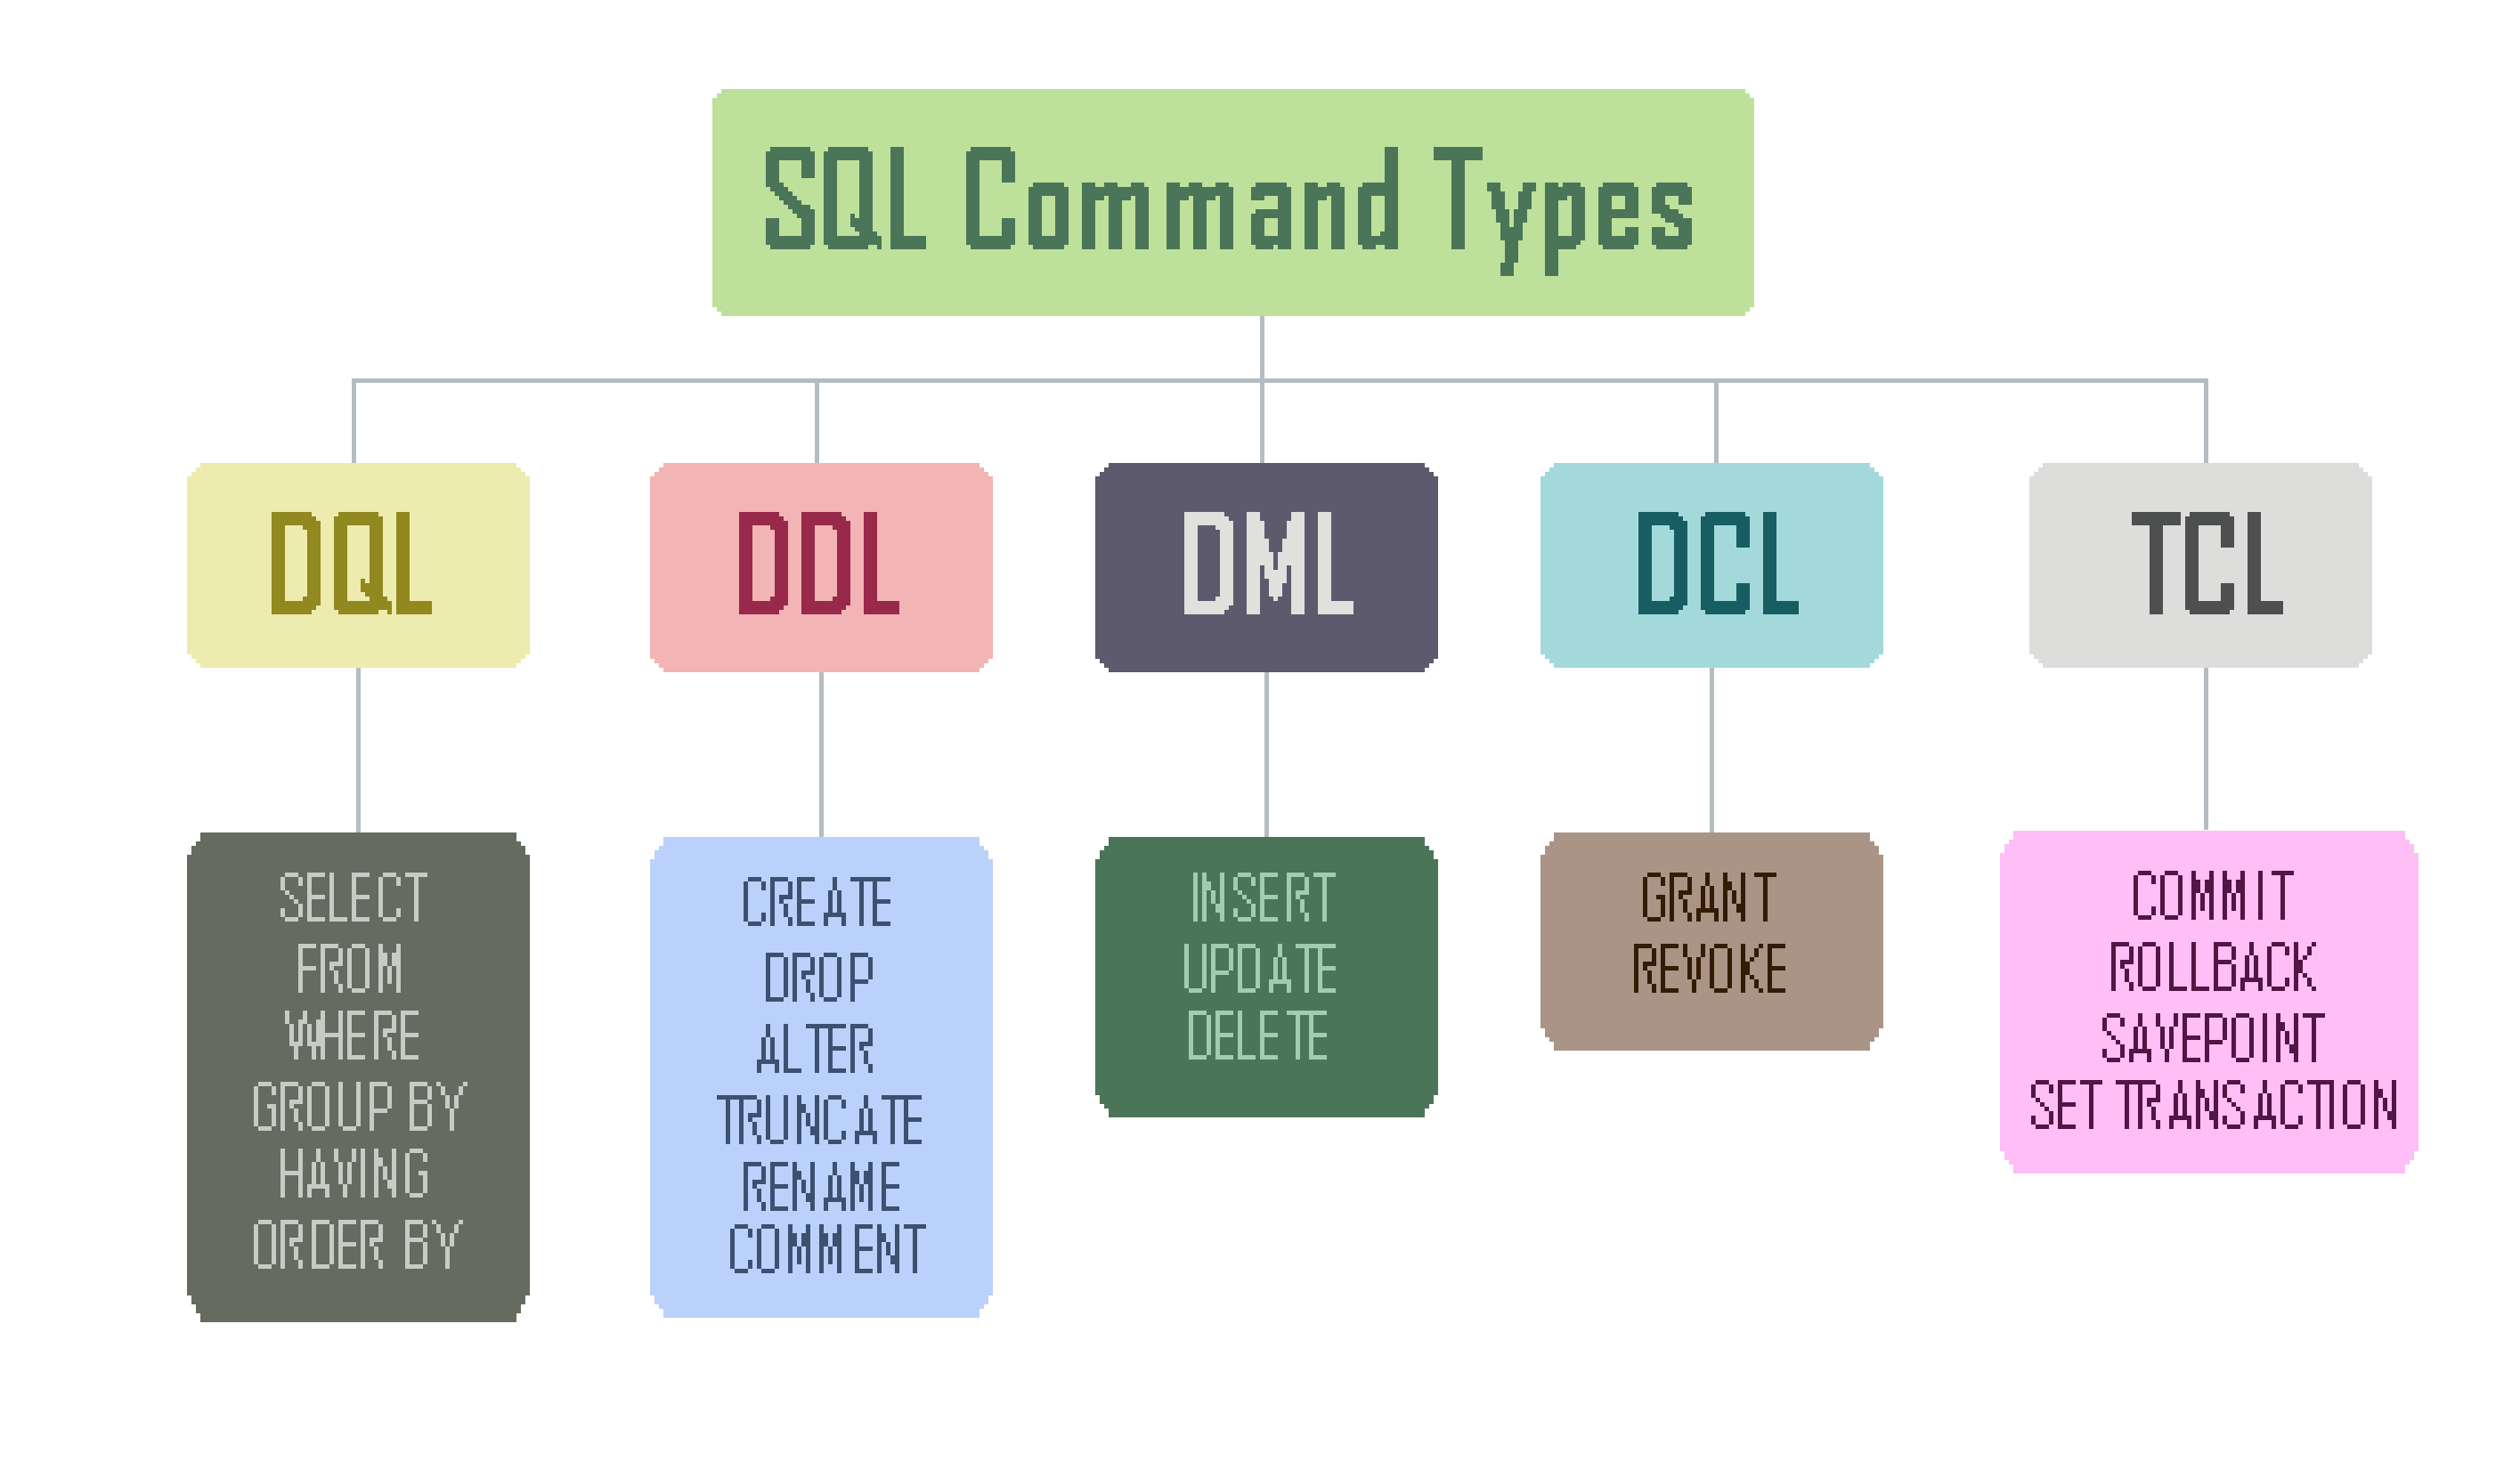 SQL Command Types
DQL
DDL
DML
DCL
TCL
SELECT
FROM
WHERE
GROUP BY
HAVING
ORDER BY
CREATE
DROP
ALTER
TRUNCATE
RENAME
COMMENT
INSERT
UPDATE
DELETE
GRANT
REVOKE
COMMIT
ROLLBACK
SAVEPOINT
SET TRANSACTION